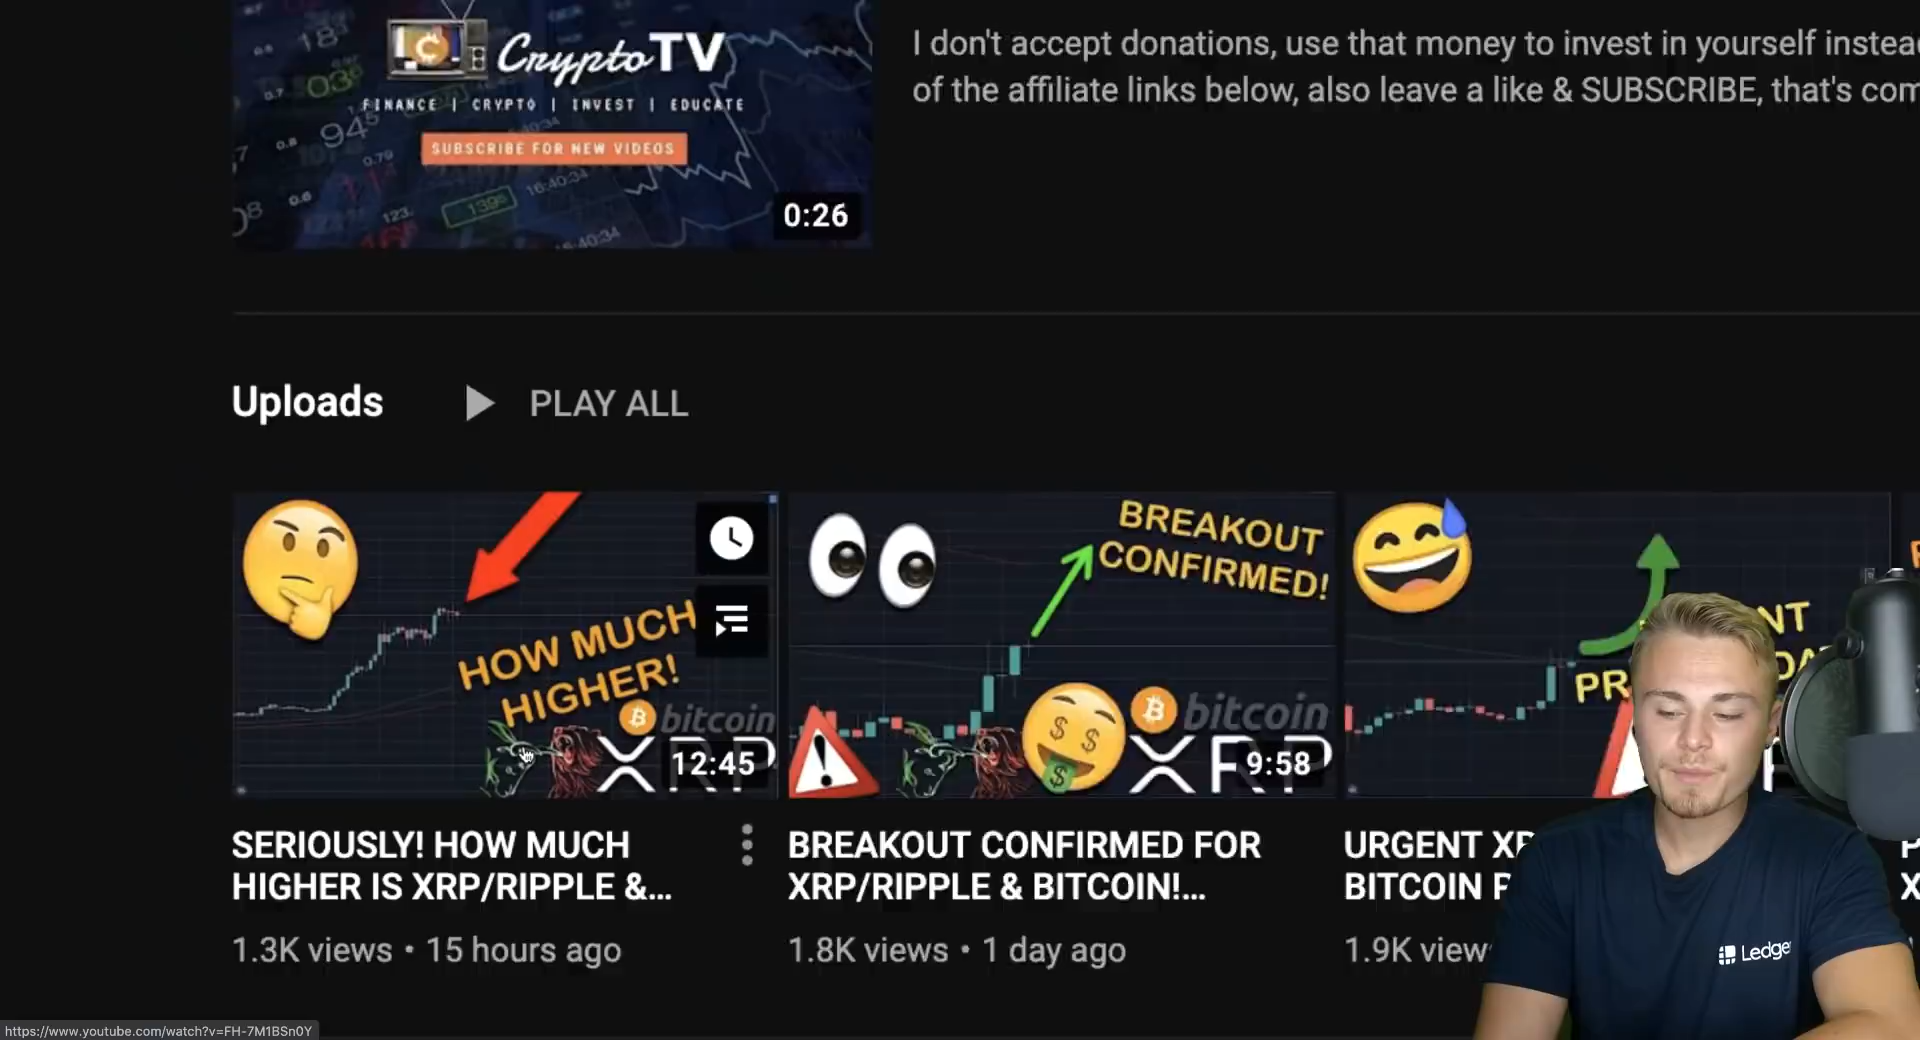 CryptoTV
FINANCE | CRYPTO | INVEST | EDUCATE
SUBSCRIBE FOR NEW VIDEOS
0:26
I don't accept donations, use that money to invest in yourself
of the affiliate links below, also leave a like & SUBSCRIBE, that's
Uploads
PLAY ALL
HOW MUCH
HIGHER!
bitcoin
XRP
12:45
BREAKOUT
CONFIRMED!
bitcoin
XRP
9:58
SERIOUSLY! HOW MUCH
HIGHER IS XRP/RIPPLE &...
1.3K views • 15 hours ago
BREAKOUT CONFIRMED FOR
XRP/RIPPLE & BITCOIN!...
1.8K views • 1 day ago
URGENT
BITCOIN
1.9K
Ledger
https://www.youtube.com/watch?v=FH-7M1BSn0Y